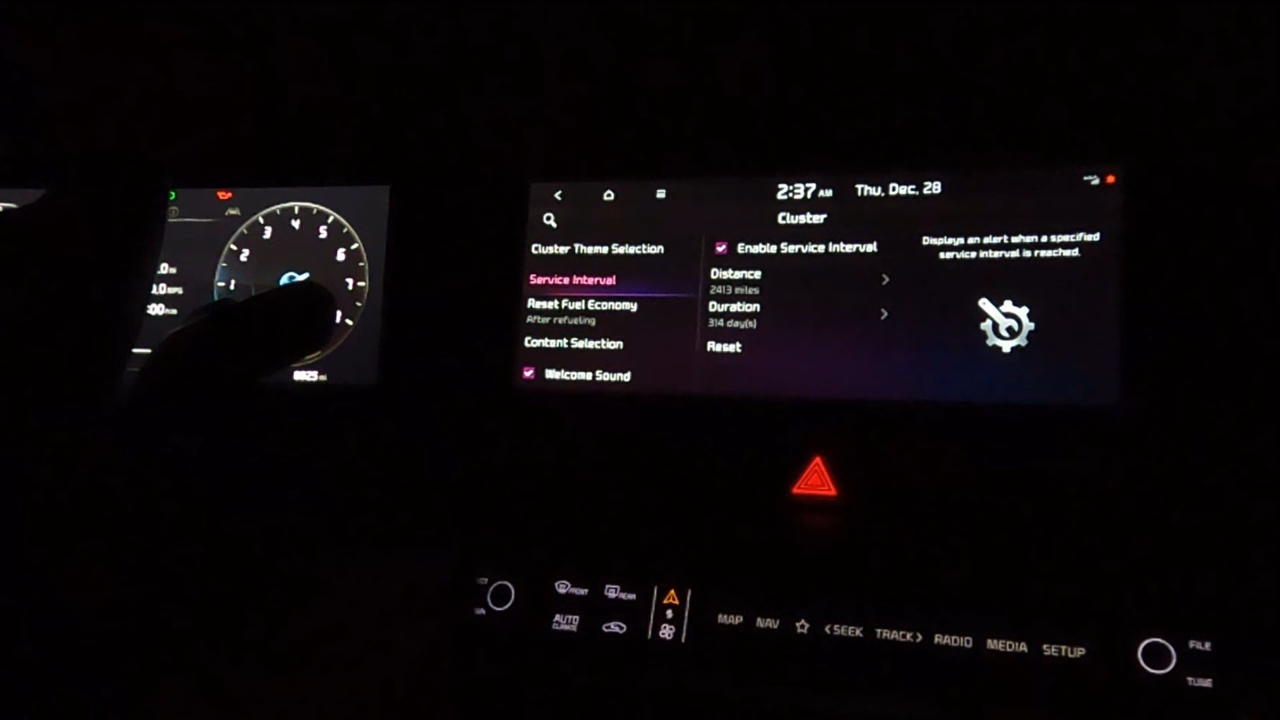 2:37 AM Thu, Dec. 28
Cluster
Cluster Theme Selection
Service Interval
Reset Fuel Economy
After refueling
Content Selection
Welcome Sound
Enable Service Interval
Distance
2413 miles
Duration
314 day(s)
Reset
Displays an alert when a specified
service interval is reached.
1 2 3 4 5 6 7
FRONT REAR
AUTO
CLIMATE
MAP NAV SEEK TRACK RADIO MEDIA SETUP
FILE
TUNE